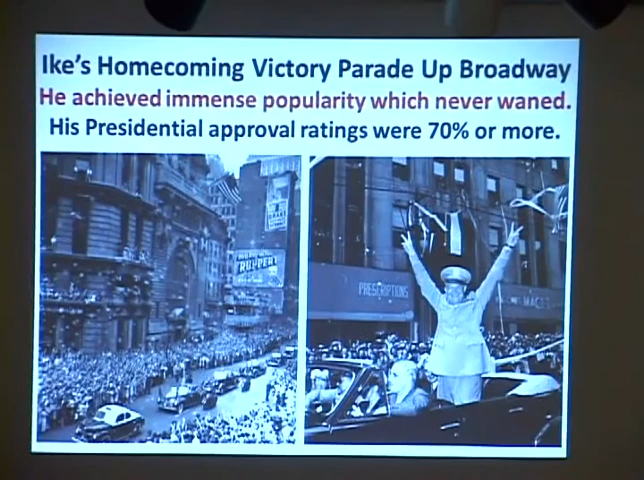 Ike's Homecoming Victory Parade Up Broadway
He achieved immense popularity which never waned.
His Presidential approval ratings were 70% or more.
RUPPERT
PRESCRIPTIONS